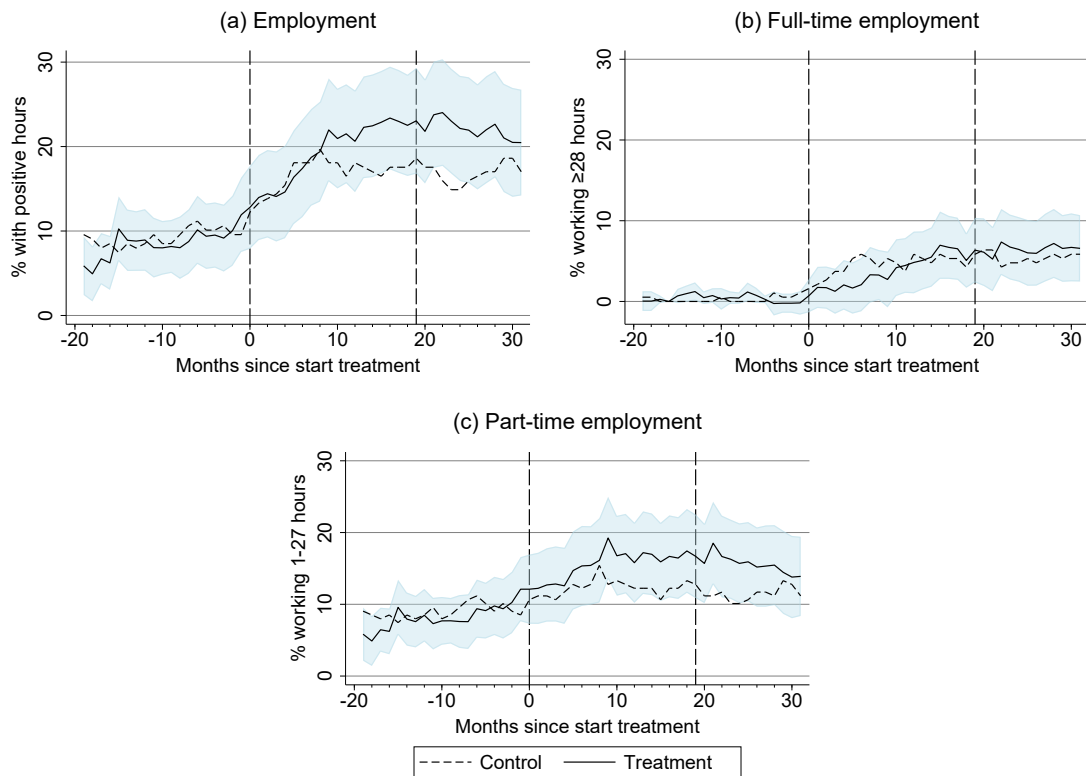 (a) Employment
% with positive hours
30
20
10
0
-20 -10 0 10 20 30
Months since start treatment
(b) Full-time employment
% working ≥28 hours
30
20
10
0
-20 -10 0 10 20 30
Months since start treatment
(c) Part-time employment
% working 1-27 hours
30
20
10
0
-20 -10 0 10 20 30
Months since start treatment
Control Treatment